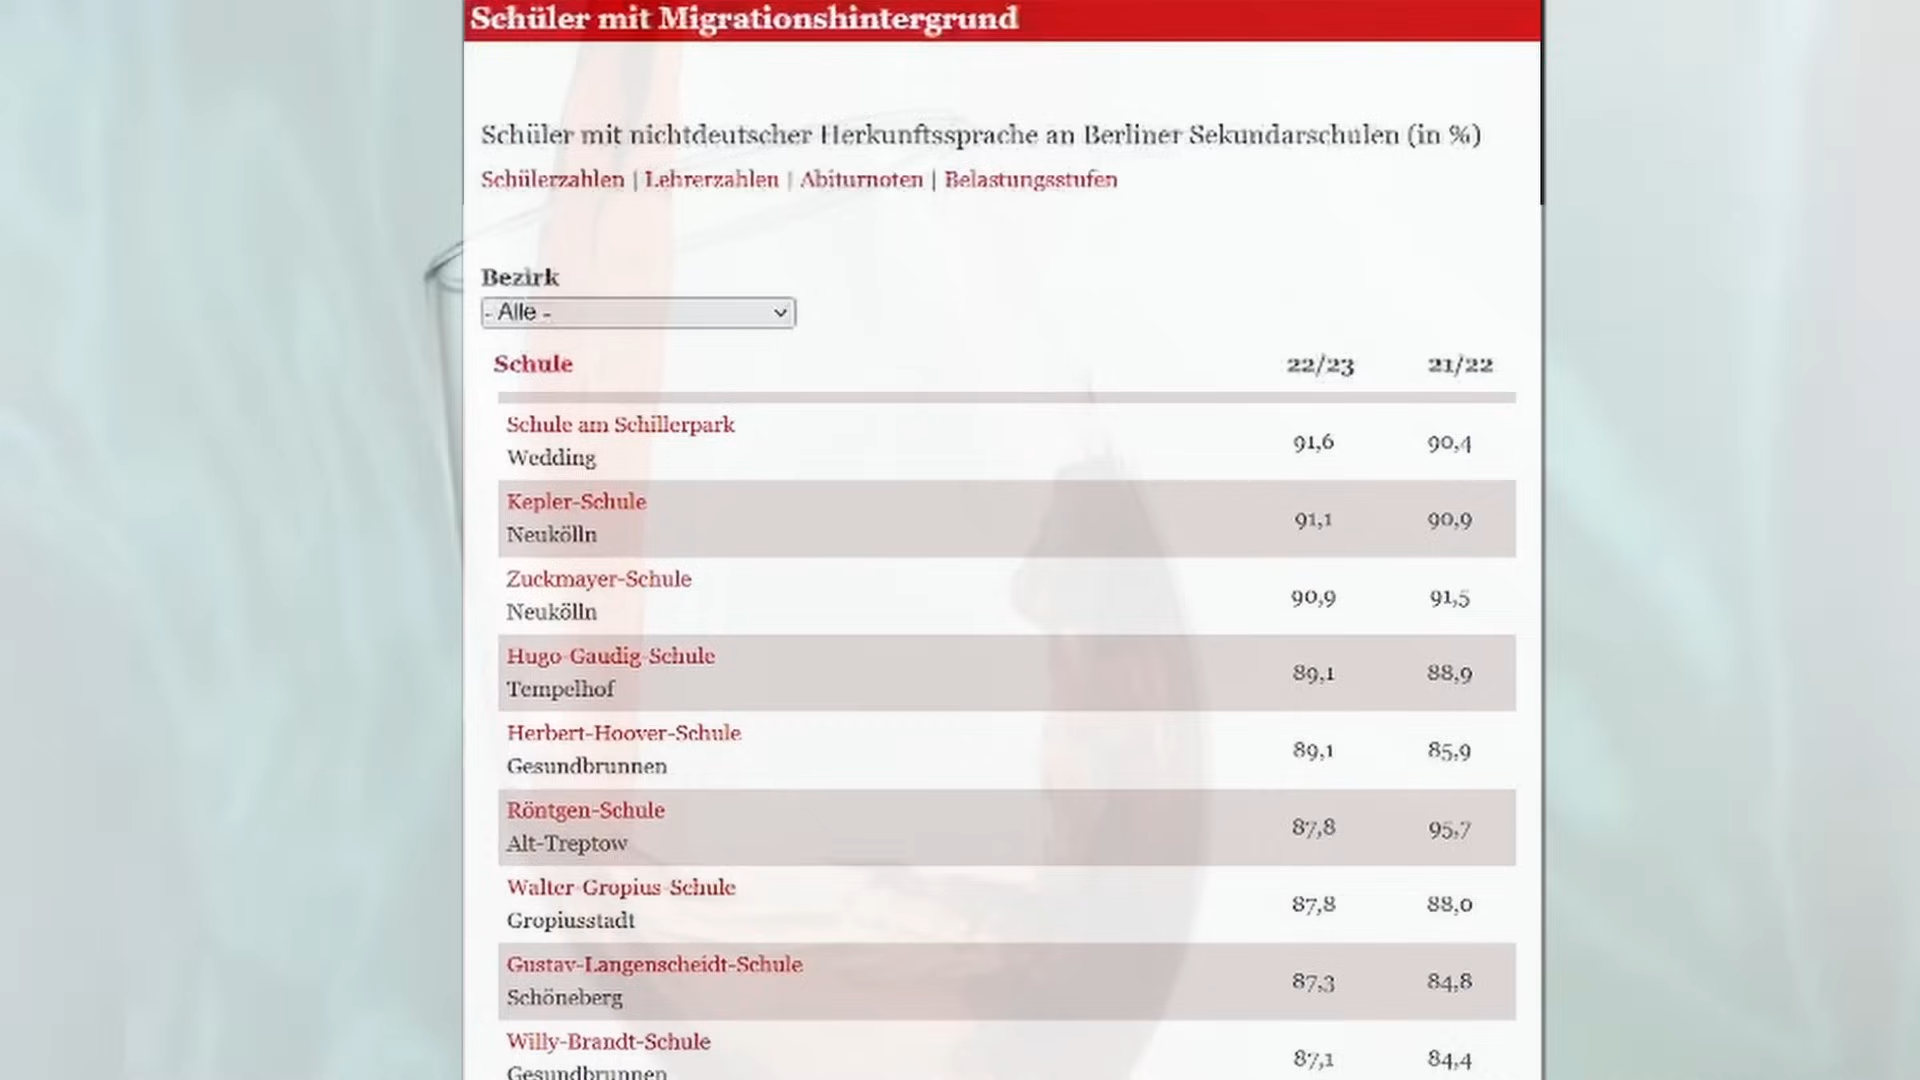 Schüler mit Migrationshintergrund
Schüler mit nichtdeutscher Herkunftssprache an Berliner Sekundarschulen (in %)
Schülerzahlen | Lehrerzahlen | Abiturnoten | Belastungsstufen
Bezirk
- Alle -
Schule 22/23 21/22
Schule am Schillerpark
Wedding 91,6 90,4
Kepler-Schule
Neukölln 91,1 90,9
Zuckmayer-Schule
Neukölln 90,9 91,5
Hugo-Gaudig-Schule
Tempelhof 89,1 88,9
Herbert-Hoover-Schule
Gesundbrunnen 89,1 85,9
Röntgen-Schule
Alt-Treptow 87,8 95,7
Walter-Gropius-Schule
Gropiusstadt 87,8 88,0
Gustav-Langenscheidt-Schule
Schöneberg 87,3 84,8
Willy-Brandt-Schule
Gesundbrunnen 87,1 84,4